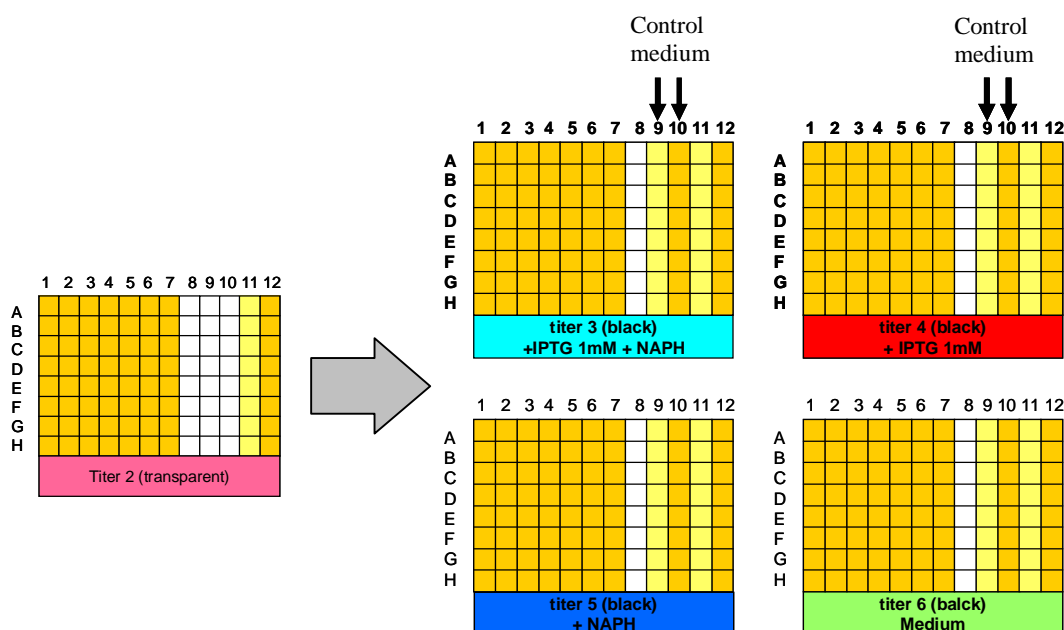 Control
medium
Control
medium
1 2 3 4 5 6 7 8 9 10 11 12
A
B
C
D
E
F
G
H
titer 3 (black)
+IPTG 1mM + NAPH
1 2 3 4 5 6 7 8 9 10 11 12
A
B
C
D
E
F
G
H
titer 4 (black)
+ IPTG 1mM
1 2 3 4 5 6 7 8 9 10 11 12
A
B
C
D
E
F
G
H
Titer 2 (transparent)
1 2 3 4 5 6 7 8 9 10 11 12
A
B
C
D
E
F
G
H
titer 5 (black)
+ NAPH
1 2 3 4 5 6 7 8 9 10 11 12
A
B
C
D
E
F
G
H
titer 6 (balck)
Medium